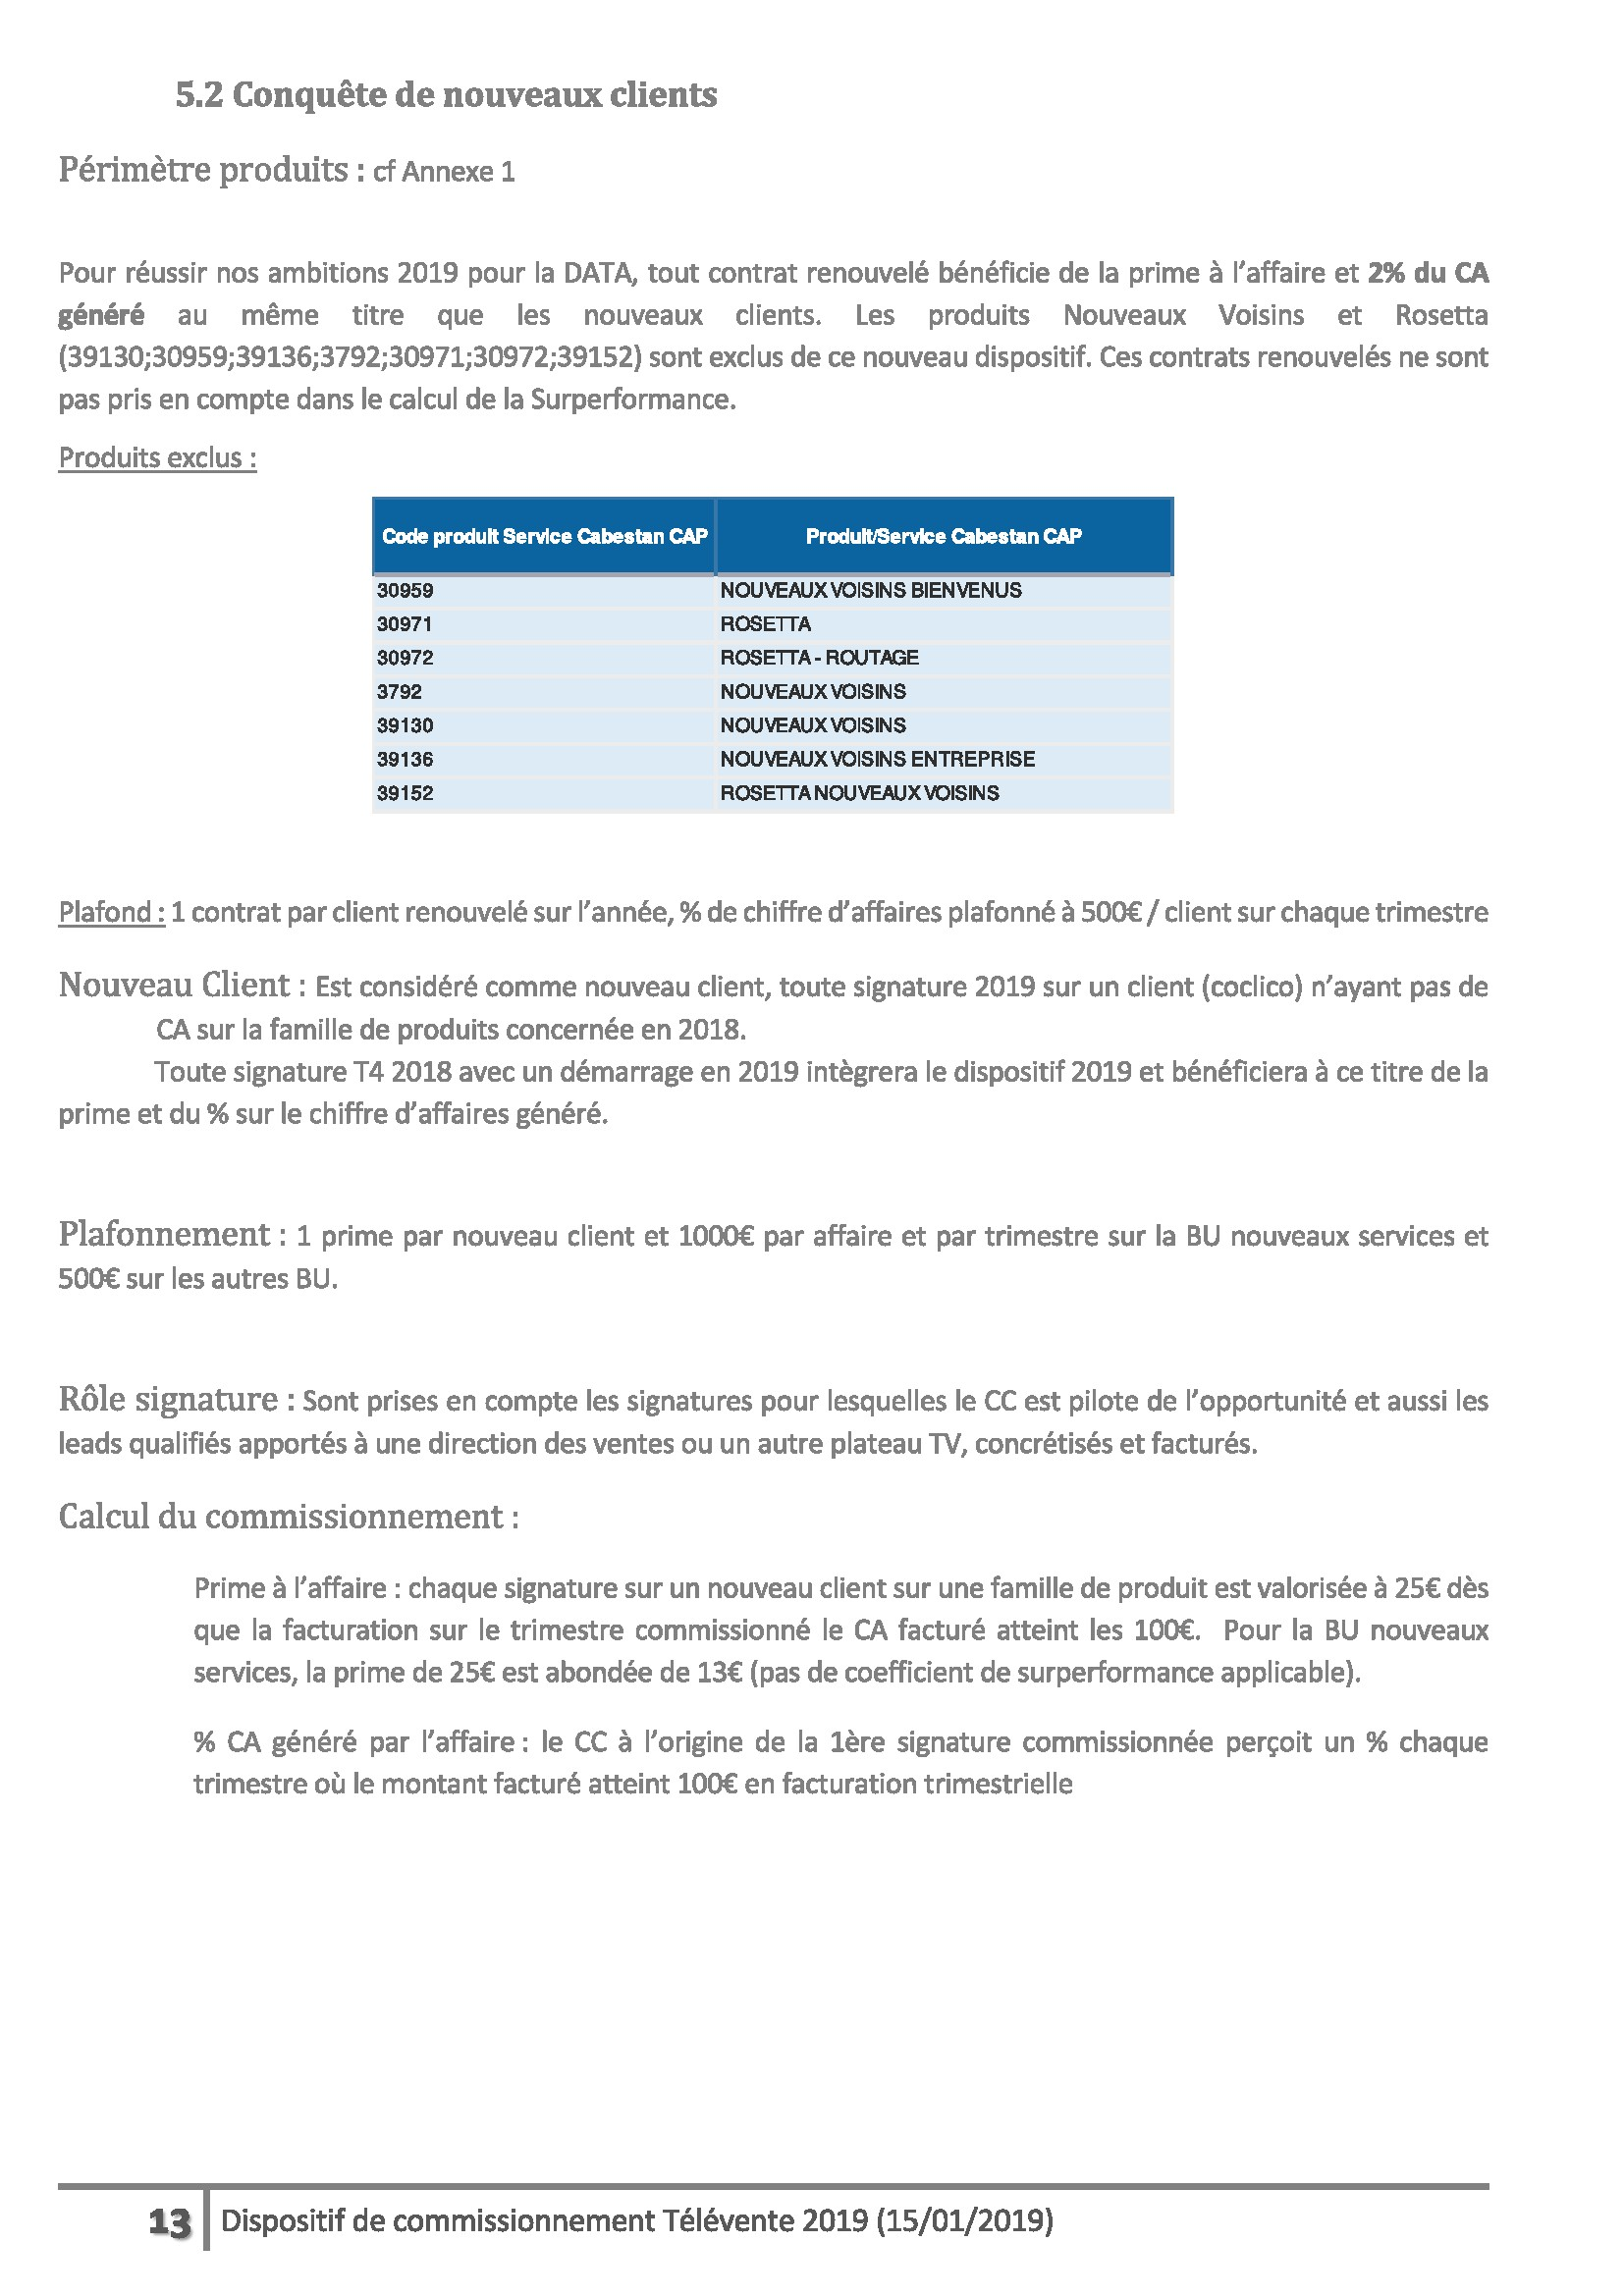 5.2 Conquête de nouveaux clients
Périmètre produits : cf Annexe 1
Pour réussir nos ambitions 2019 pour la DATA, tout contrat renouvelé bénéficie de la prime à l’affaire et 2% du CA
généré au même titre que les nouveaux clients. Les produits Nouveaux Voisins et Rosetta
(39130;30959;39136;3792;30971;30972;39152) sont exclus de ce nouveau dispositif. Ces contrats renouvelés ne sont
pas pris en compte dans le calcul de la Surperformance.
Produits exclus :
Code produit Service Cabestan CAP Produit/Service Cabestan CAP
30959 NOUVEAUX VOISINS BIENVENUS
30971 ROSETTA
30972 ROSETTA - ROUTAGE
3792 NOUVEAUX VOISINS
39130 NOUVEAUX VOISINS
39136 NOUVEAUX VOISINS ENTREPRISE
39152 ROSETTA NOUVEAUX VOISINS
Plafond : 1 contrat par client renouvelé sur l’année, % de chiffre d’affaires plafonné à 500€ / client sur chaque trimestre
Nouveau Client : Est considéré comme nouveau client, toute signature 2019 sur un client (coclico) n’ayant pas de
CA sur la famille de produits concernée en 2018.
Toute signature T4 2018 avec un démarrage en 2019 intègrera le dispositif 2019 et bénéficiera à ce titre de la
prime et du % sur le chiffre d’affaires généré.
Plafonnement : 1 prime par nouveau client et 1000€ par affaire et par trimestre sur la BU nouveaux services et
500€ sur les autres BU.
Rôle signature : Sont prises en compte les signatures pour lesquelles le CC est pilote de l’opportunité et aussi les
leads qualifiés apportés à une direction des ventes ou un autre plateau TV, concrétisés et facturés.
Calcul du commissionnement :
Prime à l’affaire : chaque signature sur un nouveau client sur une famille de produit est valorisée à 25€ dès
que la facturation sur le trimestre commissionné le CA facturé atteint les 100€. Pour la BU nouveaux
services, la prime de 25€ est abondée de 13€ (pas de coefficient de surperformance applicable).
% CA généré par l’affaire : le CC à l’origine de la 1ère signature commissionnée perçoit un % chaque
trimestre où le montant facturé atteint 100€ en facturation trimestrielle
13 Dispositif de commissionnement Télévente 2019 (15/01/2019)